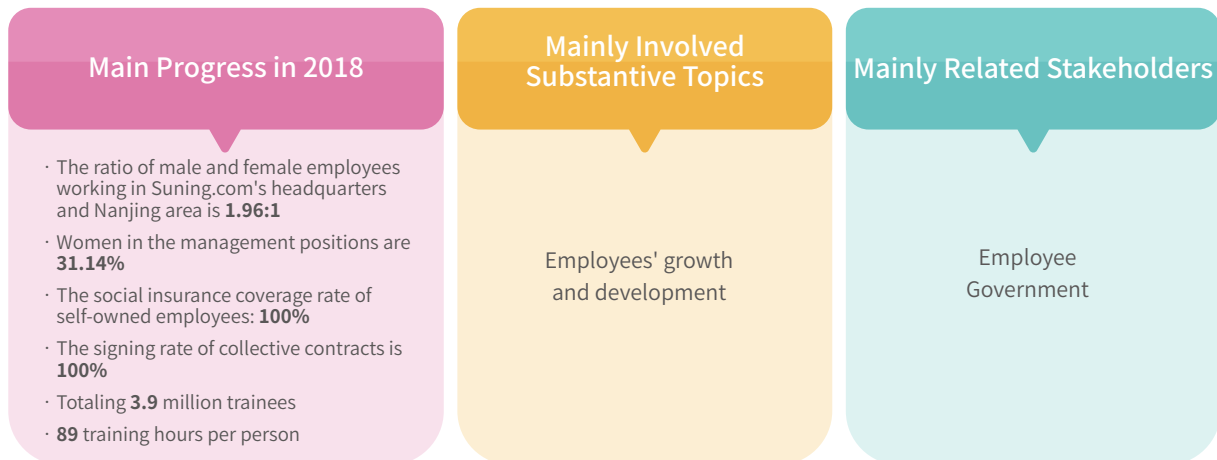 Main Progress in 2018
· The ratio of male and female employees
working in Suning.com's headquarters
and Nanjing area is 1.96:1
· Women in the management positions are
31.14%
· The social insurance coverage rate of
self-owned employees: 100%
· The signing rate of collective contracts is
100%
· Totaling 3.9 million trainees
· 89 training hours per person
Mainly Involved
Substantive Topics
Employees' growth
and development
Mainly Related Stakeholders
Employee
Government